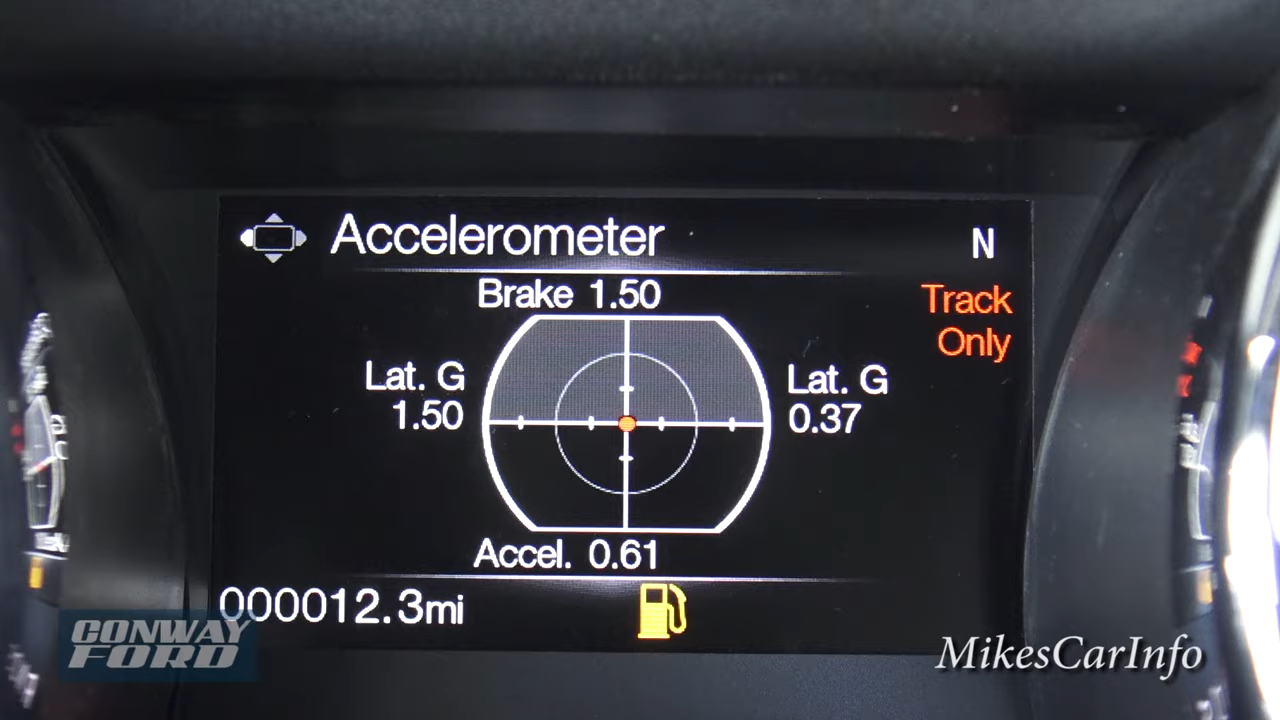 Accelerometer
N
Brake 1.50
Track
Only
Lat. G
1.50
Lat. G
0.37
Accel. 0.61
000012.3mi
CONWAY
FORD
MikesCarInfo